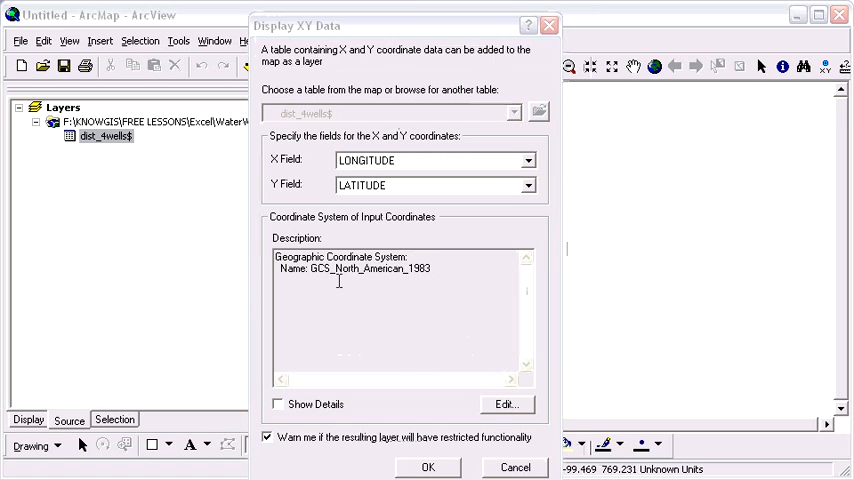 Untitled - ArcMap - ArcView
File Edit View Insert Selection Tools Window
Layers
F:\KNOWGIS\FREE LESSONS\Excel\WaterW
dist_4wells$
Display XY Data
A table containing X and Y coordinate data can be added to the
map as a layer
Choose a table from the map or browse for another table:
dist_4wells$
Specify the fields for the X and Y coordinates:
X Field: LONGITUDE
Y Field: LATITUDE
Coordinate System of Input Coordinates
Description:
Geographic Coordinate System:
Name: GCS_North_American_1983
Show Details
Edit...
Warn me if the resulting layer will have restricted functionality
OK Cancel
Display Source Selection
Drawing
-99.469 769.231 Unknown Units